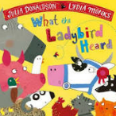 JULIA DONALDSON & LYDIA MONKS
What the
Ladybird
Heard